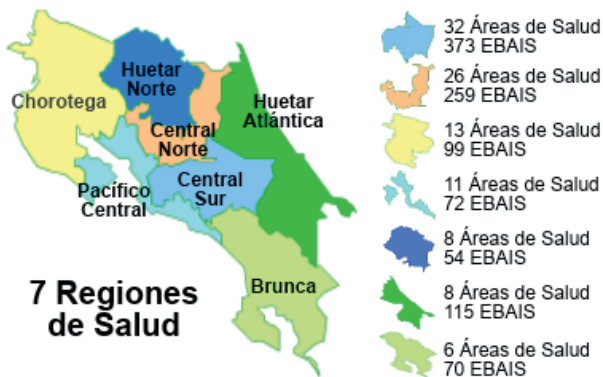 Chorotega
Huetar
Norte
Huetar
Atlántica
Central
Norte
Pacífico
Central
Central
Sur
Brunca
7 Regiones
de Salud
32 Áreas de Salud
373 EBAIS
26 Áreas de Salud
259 EBAIS
13 Áreas de Salud
99 EBAIS
11 Áreas de Salud
72 EBAIS
8 Áreas de Salud
54 EBAIS
8 Áreas de Salud
115 EBAIS
6 Áreas de Salud
70 EBAIS